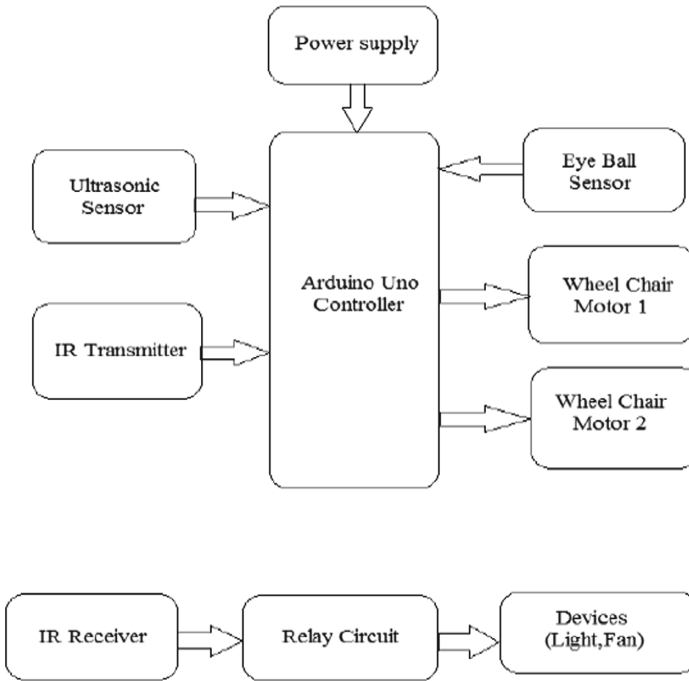 Power supply
Ultrasonic
Sensor
Eye Ball
Sensor
Arduino Uno
Controller
Wheel Chair
Motor 1
IR Transmitter
Wheel Chair
Motor 2
IR Receiver
Relay Circuit
Devices
(Light,Fan)